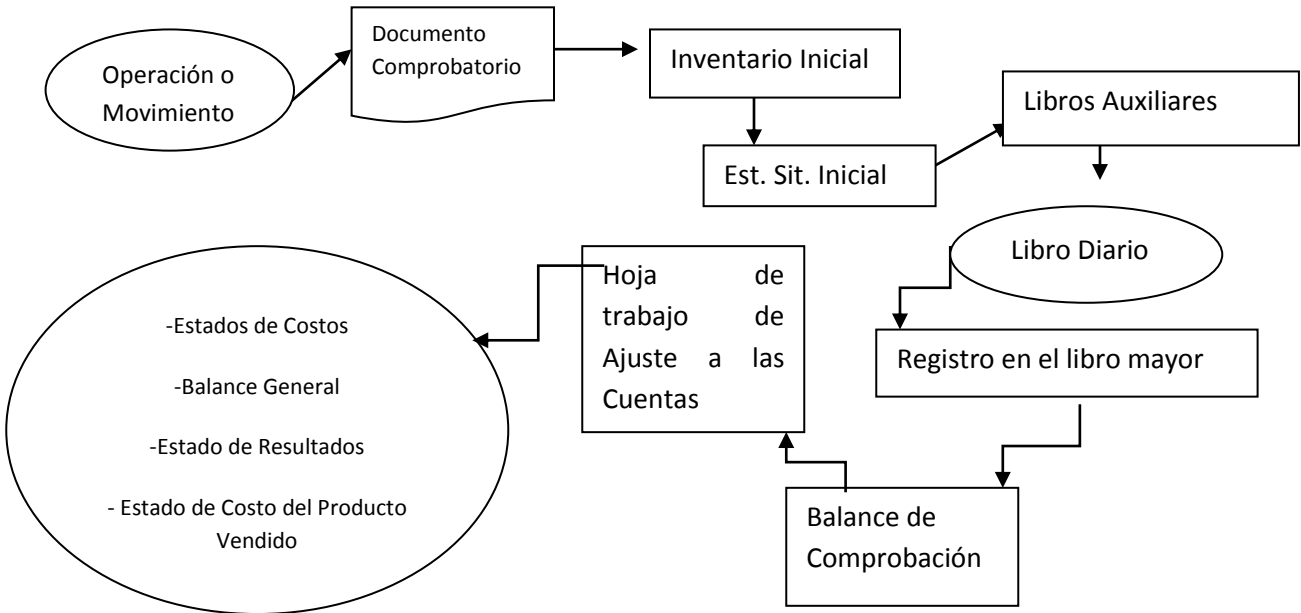 Operación o
Movimiento
Documento
Comprobatorio
Inventario Inicial
Est. Sit. Inicial
Libros Auxiliares
Libro Diario
Registro en el libro mayor
Balance de
Comprobación
Hoja de
trabajo de
Ajuste a las
Cuentas
-Estados de Costos
-Balance General
-Estado de Resultados
- Estado de Costo del Producto
Vendido